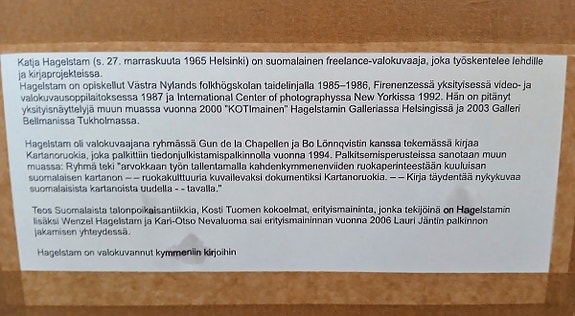 Katja Hagelstam (s. 27. marraskuuta 1965 Helsinki) on suomalainen freelance-valokuvaaja, joka työskentelee lehdille
ja kirjaprojekteissa.
Hagelstam on opiskellut Västra Nylands folkhögskolan taidelinjalla 1985–1986, Firenzenssä yksityisessä video- ja
valokuvausoppilaitoksessa 1987 ja International Center of photographyssa New Yorkissa 1992. Hän on pitänyt
yksityisnäyttelyjä muun muassa vuonna 2000 "KOTImainen" Hagelstamin Galleriassa Helsingissä ja 2003 Galleri
Bellmanissa Tukholmassa.
Hagelstam oli valokuvaajana ryhmässä Gun de la Chapellen ja Bo Lönnqvistin kanssa tekemässä kirjaa
Kartanoruokia, joka palkittiin tiedonjulkistamispalkinnolla vuonna 1994. Palkitsemisperusteissa sanotaan muun
muassa: Ryhmä teki "arvokkaan työn tallentamalla kahdenkymmenviiden ruokaperinteestään kuuluisan
suomalaisen kartanon – – ruokakulttuuria kuvailevaksi dokumentiksi Kartanoruokia. – – Kirja täydentää nykykuvaa
suomalaisista kartanoista uudella - - tavalla."
Teos Suomalaista talonpoikaisantiikkia, Kosti Tuomen kokoelmat, erityismaininta, jonka tekijöinä on Hagelstamin
lisäksi Wenzel Hagelstam ja Kari-Otso Nevaluoma sai erityismaininnan vuonna 2006 Lauri Jäntin palkinnon
jakamisen yhteydessä.
Hagelstam on valokuvannut kymmeniin kirjoihin